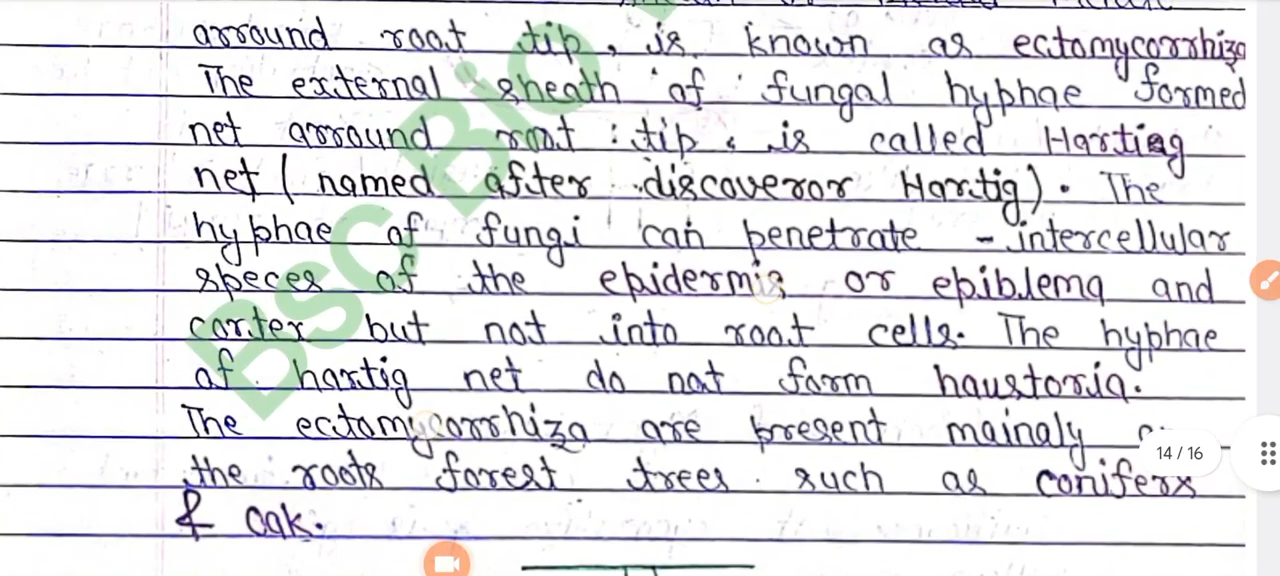 arround root tip, is known as ectomycorrhiza
The external sheath of fungal hyphae formed
net arround root tip, is called Hartieg
net ( named after discoveror Hartig). The
hyphae of fungi can penetrate - intercellular
speces of the epidermis or epiblema and
cortex but not into root cells. The hyphae
of hartig net do not form haustoria.
The ectomycorrhiza are present mainaly
the roots forest trees such as conifers
& oak.
14 / 16
BSC Bio